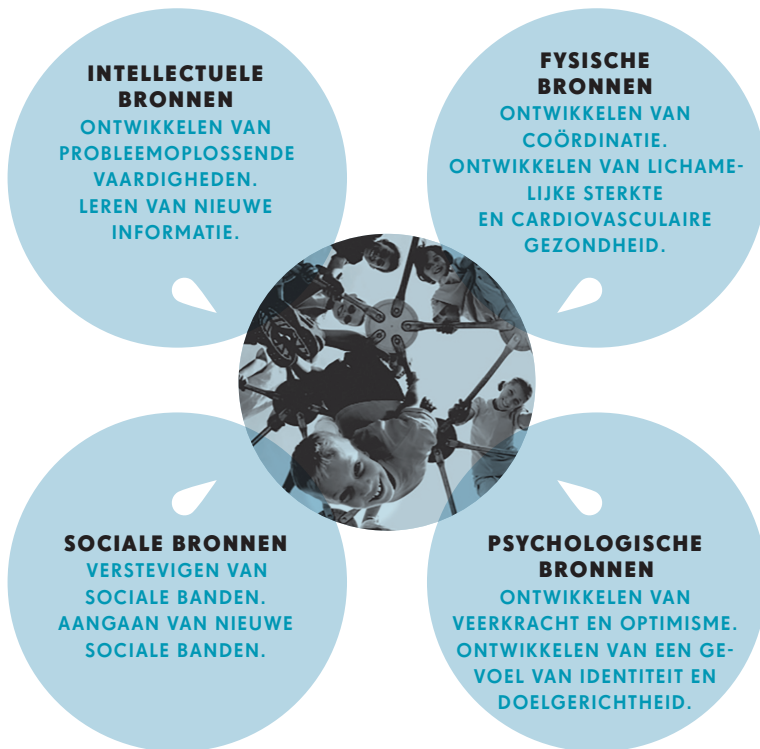 INTELLECTUELE
BRONNEN
ONTWIKKELEN VAN
PROBLEEMOPLOSSENDE
VAARDIGHEDEN.
LEREN VAN NIEUWE
INFORMATIE.
FYSISCHE
BRONNEN
ONTWIKKELEN VAN
COÖRDINATIE.
ONTWIKKELEN VAN LICHAME-
LIJKE STERKTE
EN CARDIOVASCULAIRE
GEZONDHEID.
SOCIALE BRONNEN
VERSTEVIGEN VAN
SOCIALE BANDEN.
AANGAAN VAN NIEUWE
SOCIALE BANDEN.
PSYCHOLOGISCHE
BRONNEN
ONTWIKKELEN VAN
VEERKRACHT EN OPTIMISME.
ONTWIKKELEN VAN EEN GE-
VOEL VAN IDENTITEIT EN
DOELGERICHTHEID.